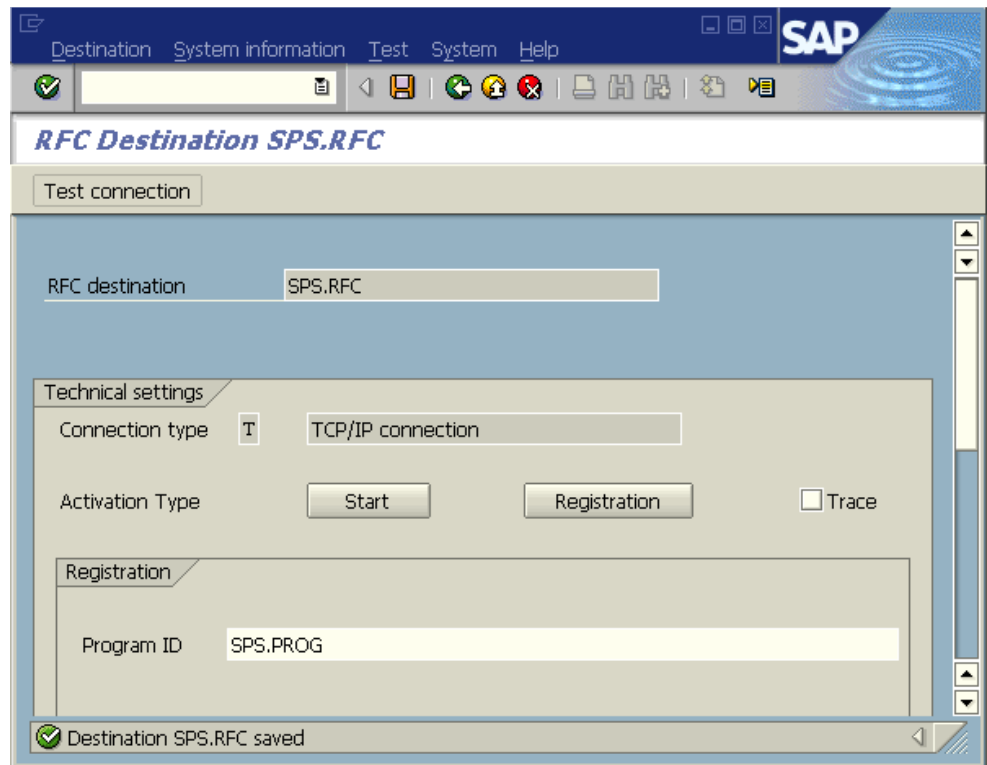 Destination System information Test System Help
SAP
RFC Destination SPS.RFC
Test connection
RFC destination SPS.RFC
Technical settings
Connection type T TCP/IP connection
Activation Type Start Registration Trace
Registration
Program ID SPS.PROG
Destination SPS.RFC saved